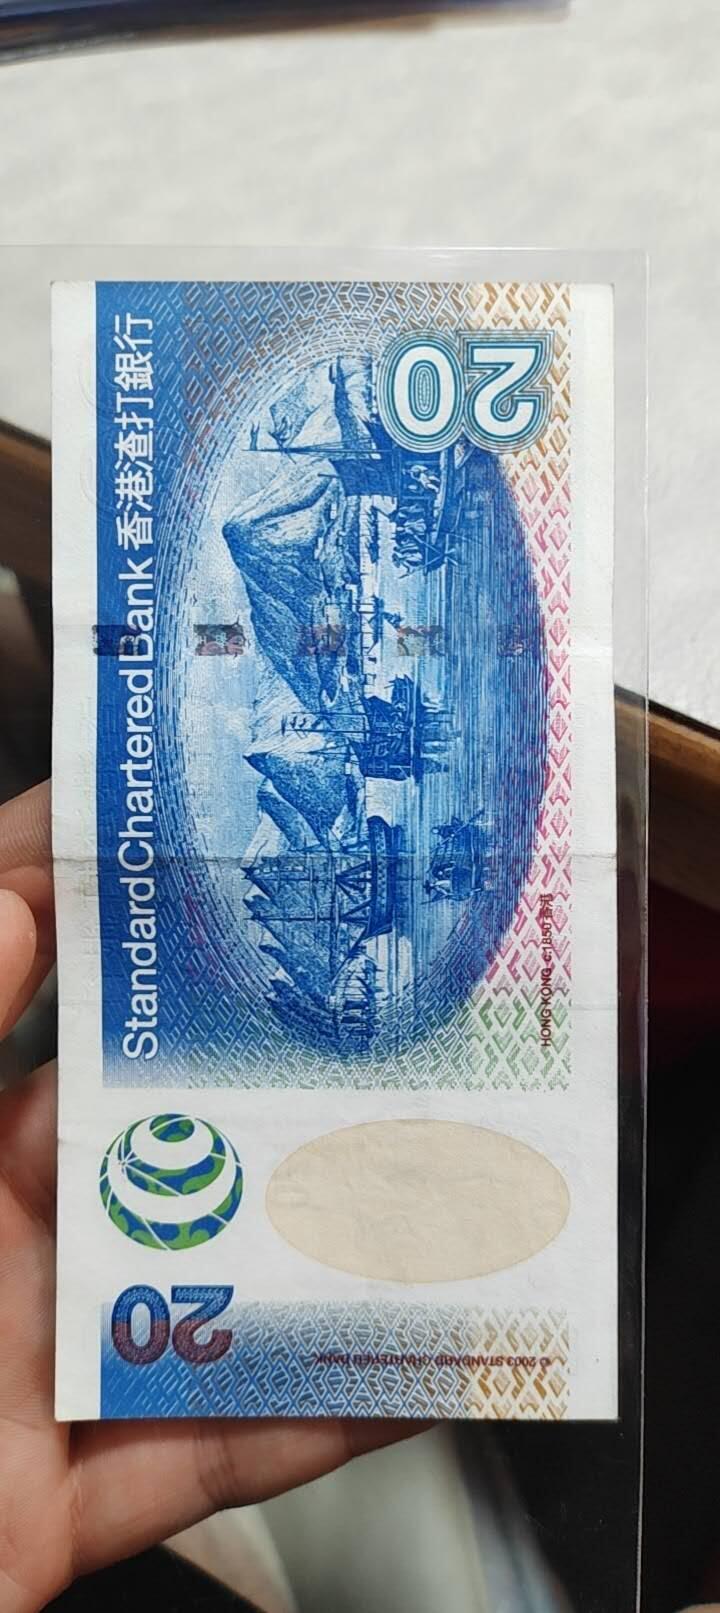 Standard Chartered Bank 香港渣打銀行
20
HONG KONG, c1850 香港
20
© 2003 STANDARD CHARTERED BANK